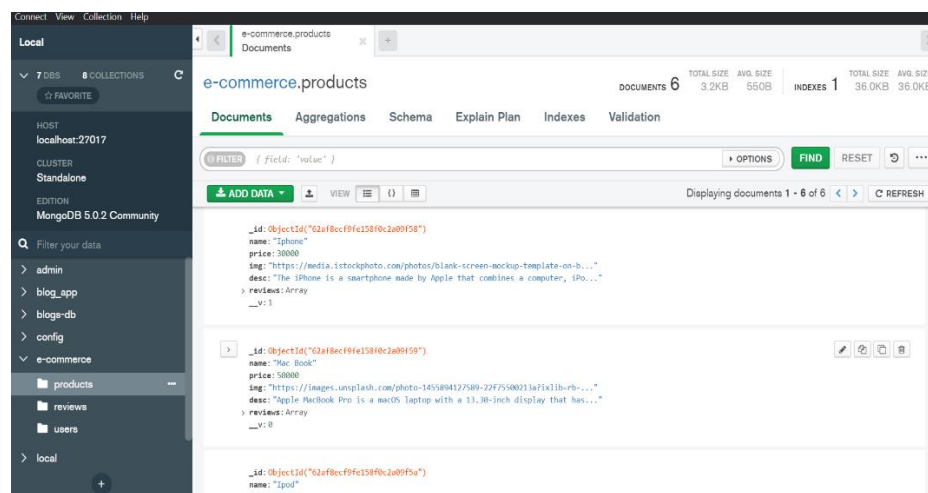 Connect View Collection Help
Local
7 DBS 8 COLLECTIONS
☆ FAVORITE
HOST
localhost:27017
CLUSTER
Standalone
EDITION
MongoDB 5.0.2 Community
Filter your data
admin
blog_app
blogs-db
config
e-commerce
products
reviews
users
local
+
e-commerce.products
Documents
+
e-commerce.products
DOCUMENTS 6 TOTAL SIZE 3.2KB AVG. SIZE 550B INDEXES 1 TOTAL SIZE 36.0KB AVG. SIZ 36.0KB
Documents Aggregations Schema Explain Plan Indexes Validation
FILTER { field: 'value' } OPTIONS FIND RESET ...
ADD DATA VIEW {} Displaying documents 1 - 6 of 6 < > REFRESH
_id: ObjectId("62af8ecf9fe158f0c2a09f58")
name: "Iphone"
price: 30000
img: "https://media.istockphoto.com/photos/blank-screen-mockup-template-on-b..."
desc: "The iPhone is a smartphone made by Apple that combines a computer, iPo..."
> reviews: Array
__v: 1
_id: ObjectId("62af8ecf9fe158f0c2a09f59")
name: "Mac Book"
price: 50000
img: "https://images.unsplash.com/photo-1455894127589-22f75500213a?ixlib=rb-..."
desc: "Apple MacBook Pro is a macOS laptop with a 13.30-inch display that has..."
> reviews: Array
__v: 0
_id: ObjectId("62af8ecf9fe158f0c2a09f5a")
name: "Ipod"